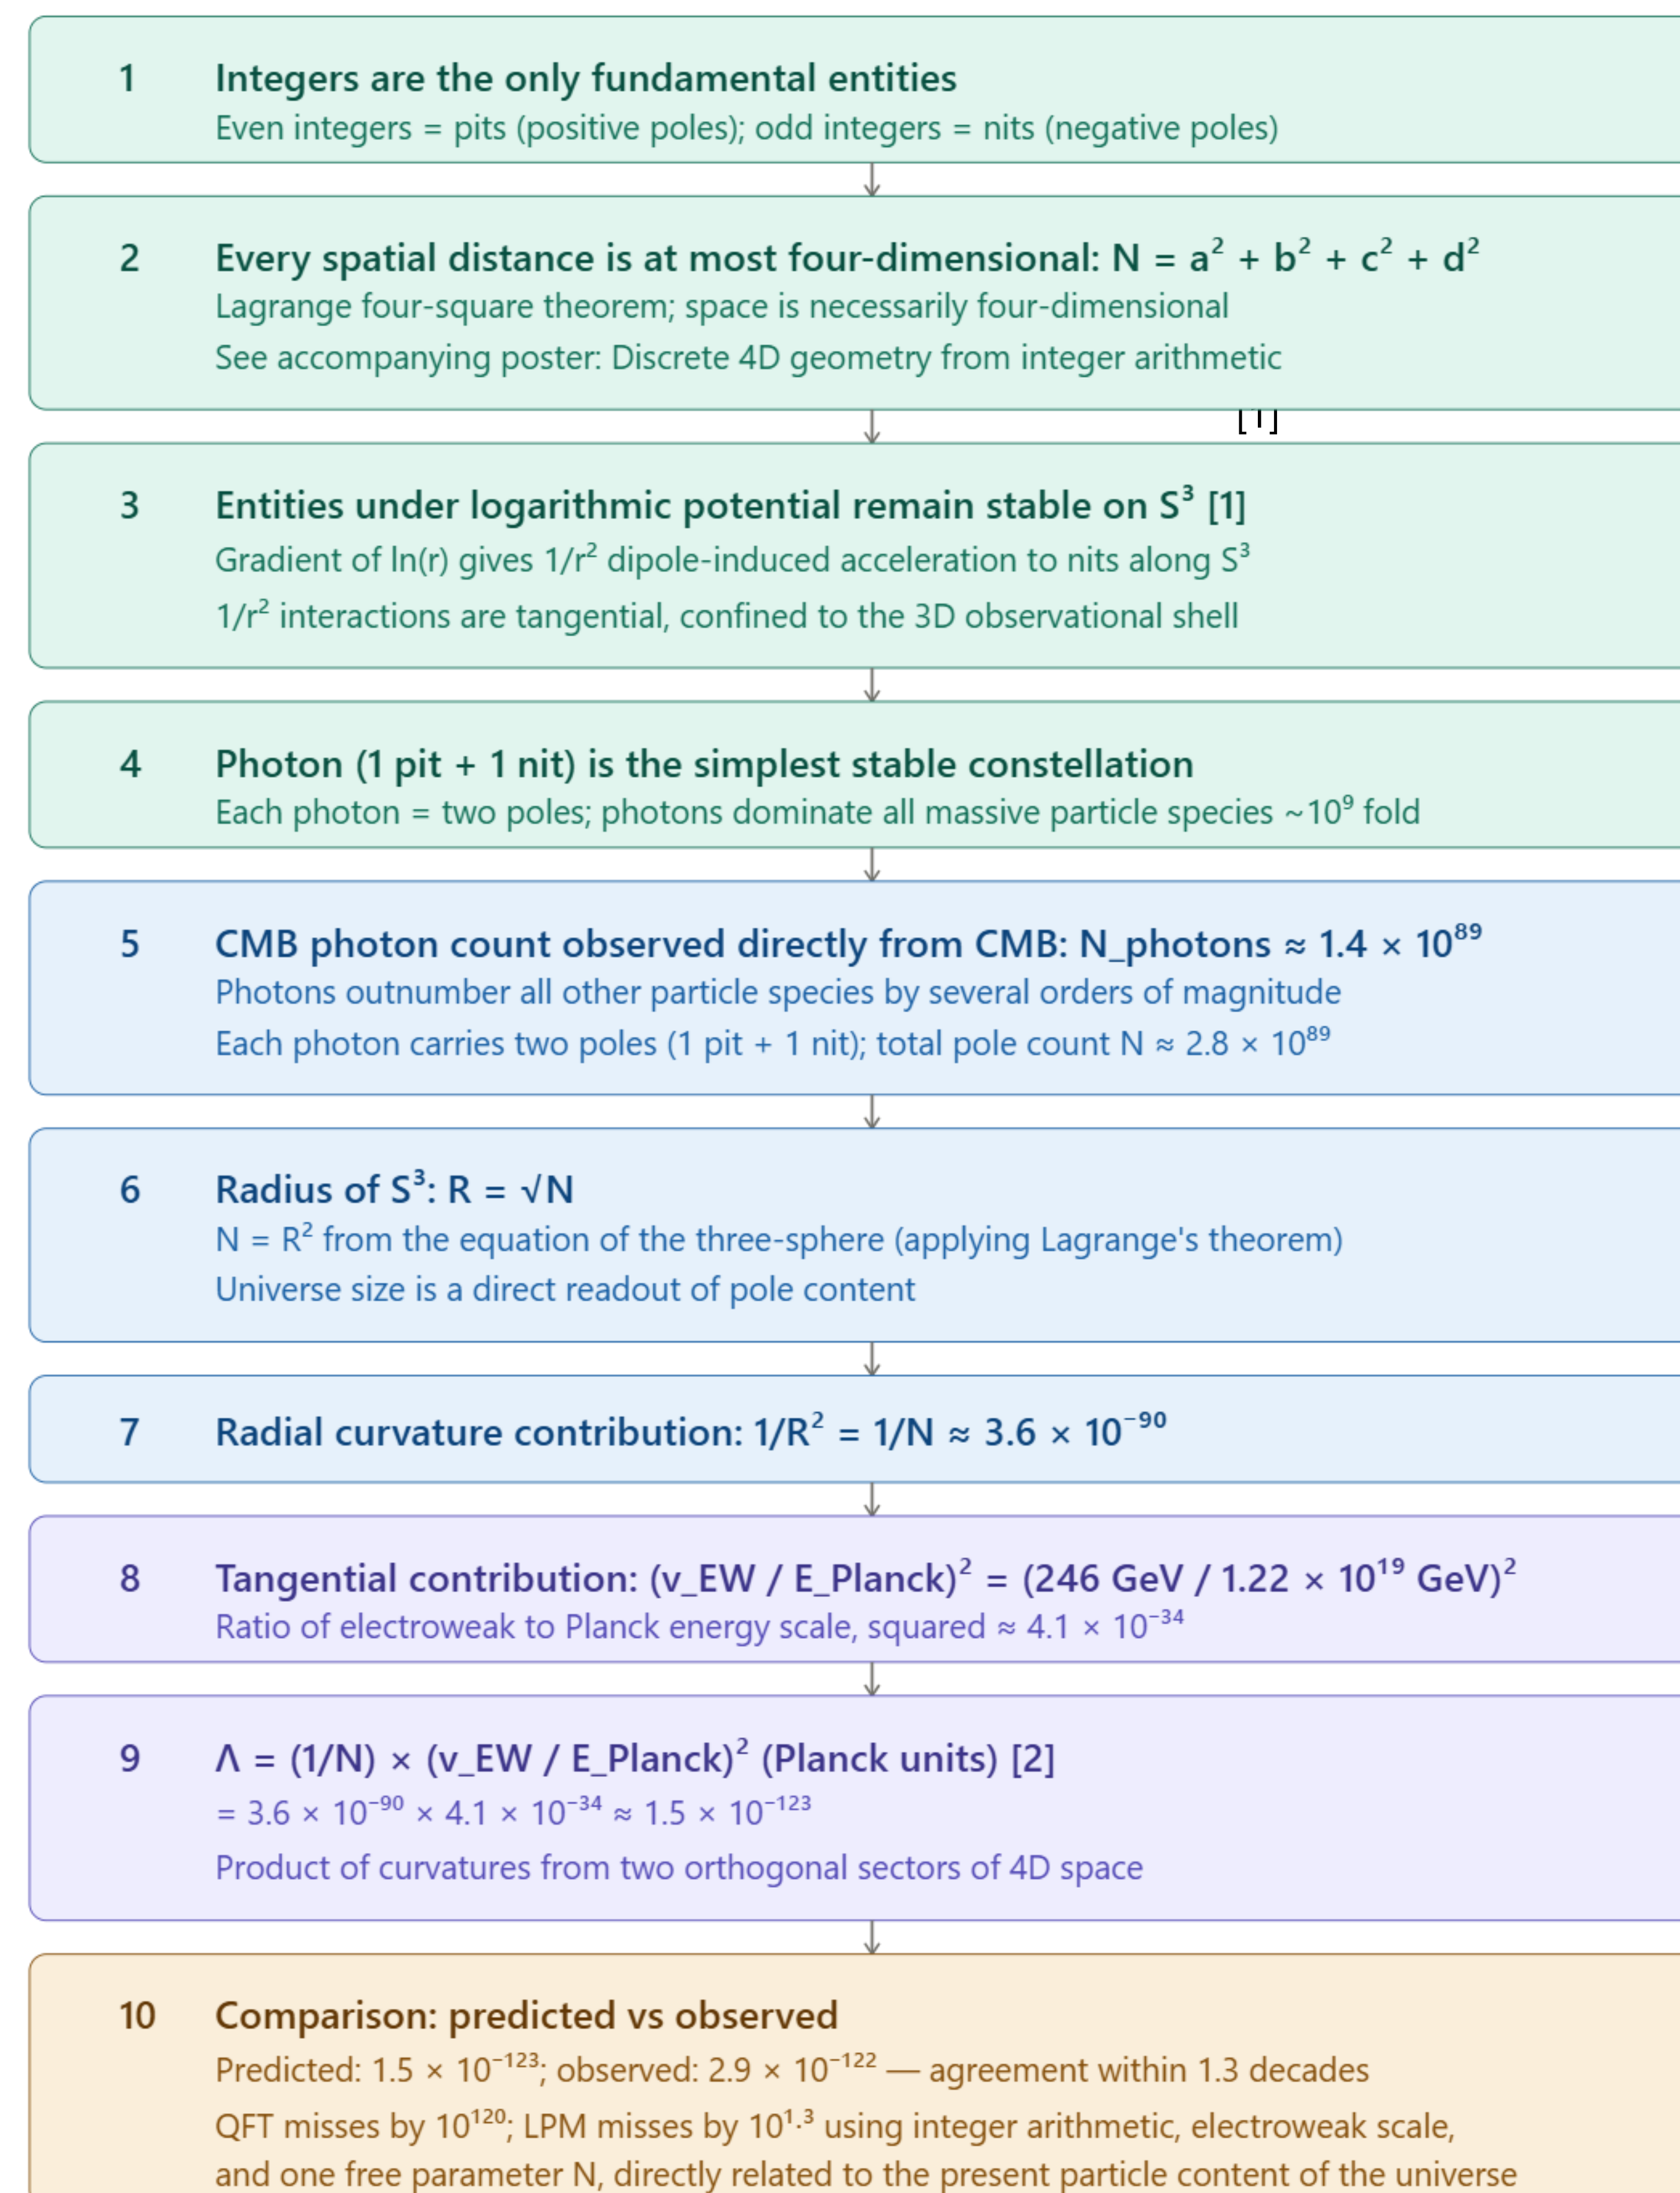 1 Integers are the only fundamental entities
Even integers = pits (positive poles); odd integers = nits (negative poles)
2 Every spatial distance is at most four-dimensional: N = a² + b² + c² + d²
Lagrange four-square theorem; space is necessarily four-dimensional
See accompanying poster: Discrete 4D geometry from integer arithmetic
[1]
3 Entities under logarithmic potential remain stable on S³ [1]
Gradient of ln(r) gives 1/r² dipole-induced acceleration to nits along S³
1/r² interactions are tangential, confined to the 3D observational shell
4 Photon (1 pit + 1 nit) is the simplest stable constellation
Each photon = two poles; photons dominate all massive particle species ~10⁹ fold
5 CMB photon count observed directly from CMB: N_photons ≈ 1.4 × 10⁸⁹
Photons outnumber all other particle species by several orders of magnitude
Each photon carries two poles (1 pit + 1 nit); total pole count N ≈ 2.8 × 10⁸⁹
6 Radius of S³: R = √N
N = R² from the equation of the three-sphere (applying Lagrange's theorem)
Universe size is a direct readout of pole content
7 Radial curvature contribution: 1/R² = 1/N ≈ 3.6 × 10⁻⁹⁰
8 Tangential contribution: (v_EW / E_Planck)² = (246 GeV / 1.22 × 10¹⁹ GeV)²
Ratio of electroweak to Planck energy scale, squared ≈ 4.1 × 10⁻³⁴
9 Λ = (1/N) × (v_EW / E_Planck)² (Planck units) [2]
= 3.6 × 10⁻⁹⁰ × 4.1 × 10⁻³⁴ ≈ 1.5 × 10⁻¹²³
Product of curvatures from two orthogonal sectors of 4D space
10 Comparison: predicted vs observed
Predicted: 1.5 × 10⁻¹²³; observed: 2.9 × 10⁻¹²² — agreement within 1.3 decades
QFT misses by 10¹²⁰; LPM misses by 10¹·³ using integer arithmetic, electroweak scale,
and one free parameter N, directly related to the present particle content of the universe